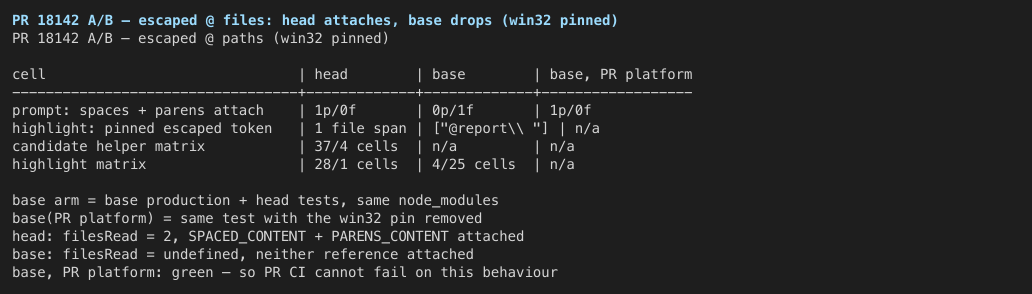 PR 18142 A/B — escaped @ files: head attaches, base drops (win32 pinned)
PR 18142 A/B — escaped @ paths (win32 pinned)
cell | head | base | base, PR platform
prompt: spaces + parens attach | 1p/0f | 0p/1f | 1p/0f
highlight: pinned escaped token | 1 file span | ["@report\\ "] | n/a
candidate helper matrix | 37/4 cells | n/a | n/a
highlight matrix | 28/1 cells | 4/25 cells | n/a
base arm = base production + head tests, same node_modules
base(PR platform) = same test with the win32 pin removed
head: filesRead = 2, SPACED_CONTENT + PARENS_CONTENT attached
base: filesRead = undefined, neither reference attached
base, PR platform: green — so PR CI cannot fail on this behaviour